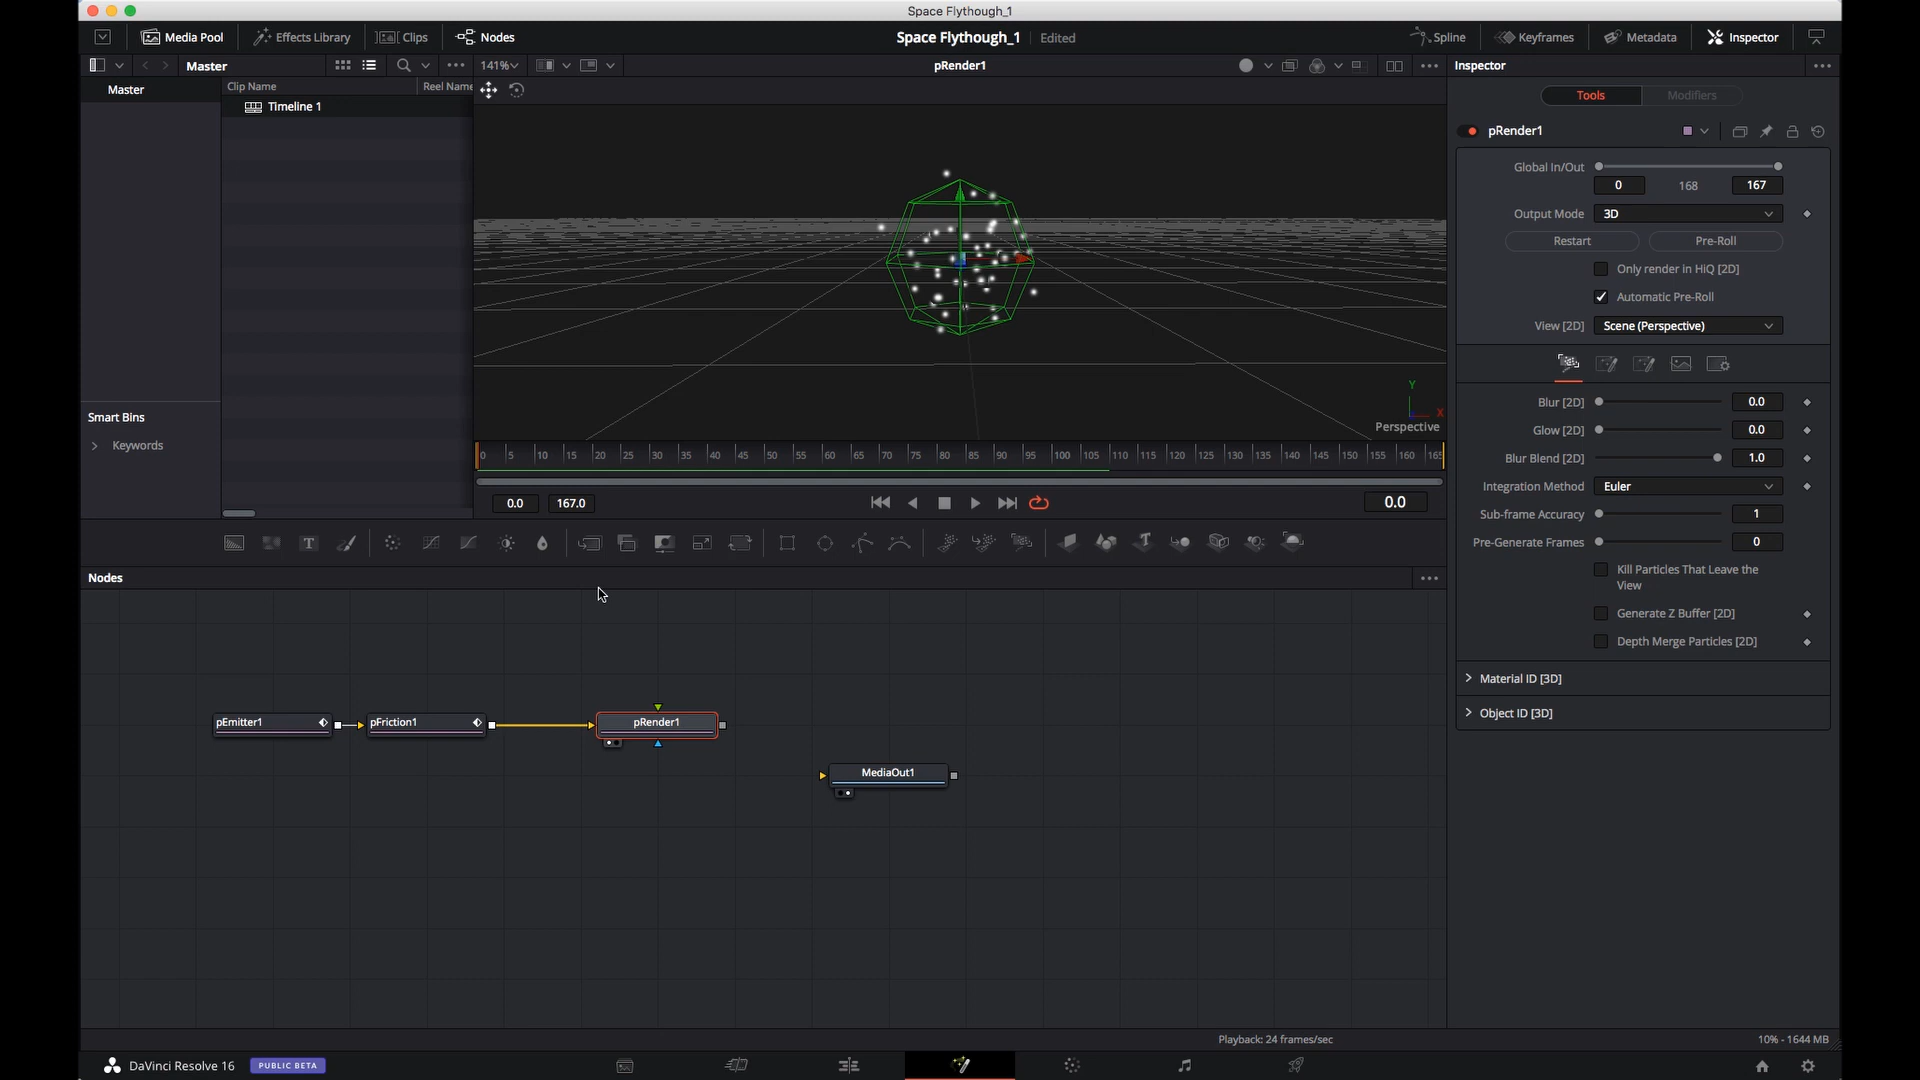 Space Flythough_1
Media Pool
Effects Library
Clips
Nodes
Space Flythough_1
Edited
Spline
Keyframes
Metadata
Inspector
Master
141%
pRender1
Inspector
Master
Clip Name
Reel Name
Timeline 1
Tools
Modifiers
pRender1
Global In/Out
0
168
167
Output Mode
3D
Restart
Pre-Roll
Only render in HiQ [2D]
Automatic Pre-Roll
View [2D]
Scene (Perspective)
Y
X
Perspective
Blur [2D]
0.0
Glow [2D]
0.0
Blur Blend [2D]
1.0
Integration Method
Euler
Sub-frame Accuracy
1
Pre-Generate Frames
0
Kill Particles That Leave the
View
Generate Z Buffer [2D]
Depth Merge Particles [2D]
Material ID [3D]
Object ID [3D]
Smart Bins
Keywords
0 5 10 15 20 25 30 35 40 45 50 55 60 65 70 75 80 85 90 95 100 105 110 115 120 125 130 135 140 145 150 155 160 165
0.0
167.0
0.0
Nodes
pEmitter1
pFriction1
pRender1
MediaOut1
Playback: 24 frames/sec
10% - 1644 MB
DaVinci Resolve 16
PUBLIC BETA